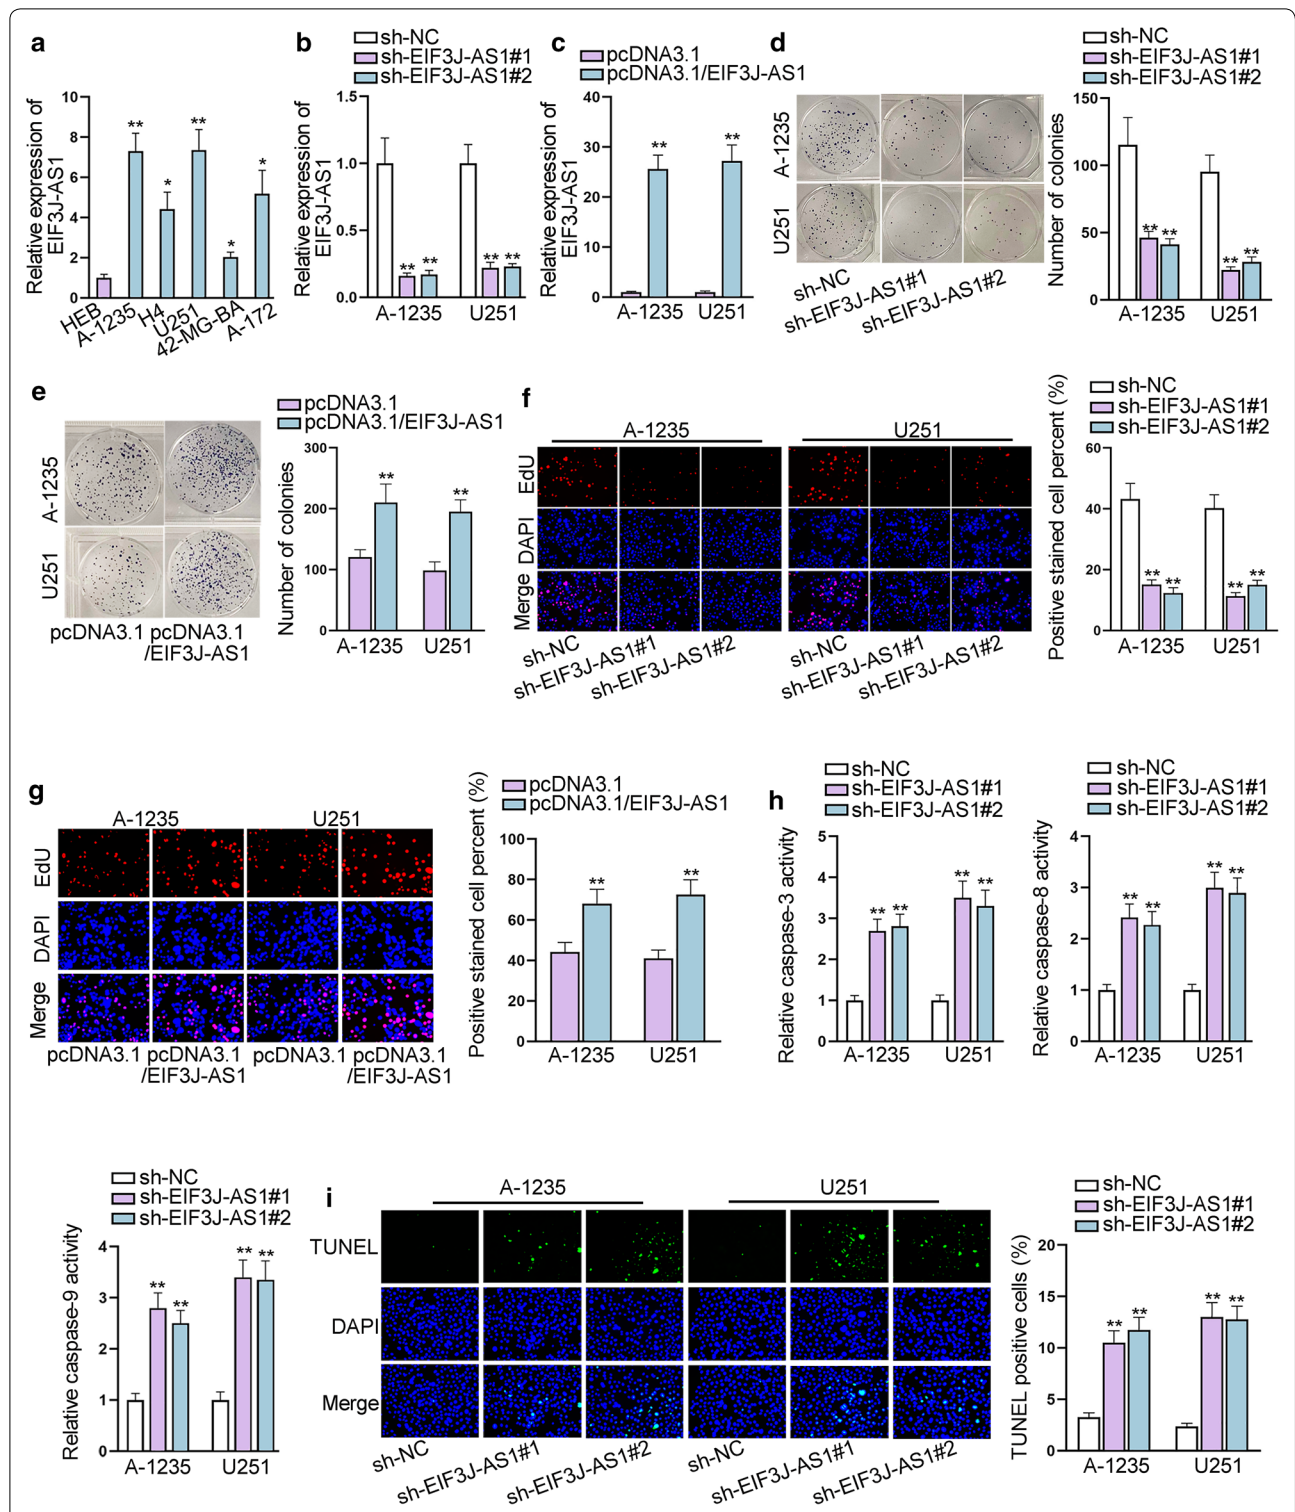 a
Relative expression of
EIF3J-AS1
10
8
6
4
2
0
**
*
**
*
*
HEB
A-1235
H4
U251
42-MG-BA
A-172
b
sh-NC
sh-EIF3J-AS1#1
sh-EIF3J-AS1#2
Relative expression of
EIF3J-AS1
1.5
1.0
0.5
0.0
** ** ** **
A-1235 U251
c
pcDNA3.1
pcDNA3.1/EIF3J-AS1
Relative expression of
EIF3J-AS1
40
30
20
10
0
** **
A-1235 U251
d
A-1235
U251
sh-NC
sh-EIF3J-AS1#1
sh-EIF3J-AS1#2
sh-NC
sh-EIF3J-AS1#1
sh-EIF3J-AS1#2
Number of colonies
150
100
50
0
** ** ** **
A-1235 U251
e
A-1235
U251
pcDNA3.1 pcDNA3.1
/EIF3J-AS1
pcDNA3.1
pcDNA3.1/EIF3J-AS1
Number of colonies
300
200
100
0
** **
A-1235 U251
f
A-1235 U251
EdU
DAPI
Merge
sh-NC
sh-EIF3J-AS1#1
sh-EIF3J-AS1#2
sh-NC
sh-EIF3J-AS1#1
sh-EIF3J-AS1#2
sh-NC
sh-EIF3J-AS1#1
sh-EIF3J-AS1#2
Positive stained cell percent (%)
60
40
20
0
** ** ** **
A-1235 U251
g
A-1235 U251
EdU
DAPI
Merge
pcDNA3.1 pcDNA3.1 pcDNA3.1 pcDNA3.1
/EIF3J-AS1 /EIF3J-AS1
pcDNA3.1
pcDNA3.1/EIF3J-AS1
Positive stained cell percent (%)
100
80
60
40
20
0
** **
A-1235 U251
h
sh-NC
sh-EIF3J-AS1#1
sh-EIF3J-AS1#2
Relative caspase-3 activity
5
4
3
2
1
0
** ** ** **
A-1235 U251
sh-NC
sh-EIF3J-AS1#1
sh-EIF3J-AS1#2
Relative caspase-8 activity
4
3
2
1
0
** ** ** **
A-1235 U251
sh-NC
sh-EIF3J-AS1#1
sh-EIF3J-AS1#2
Relative caspase-9 activity
4
3
2
1
0
** ** ** **
A-1235 U251
i
A-1235 U251
TUNEL
DAPI
Merge
sh-NC
sh-EIF3J-AS1#1
sh-EIF3J-AS1#2
sh-NC
sh-EIF3J-AS1#1
sh-EIF3J-AS1#2
sh-NC
sh-EIF3J-AS1#1
sh-EIF3J-AS1#2
TUNEL positive cells (%)
20
15
10
5
0
** ** ** **
A-1235 U251